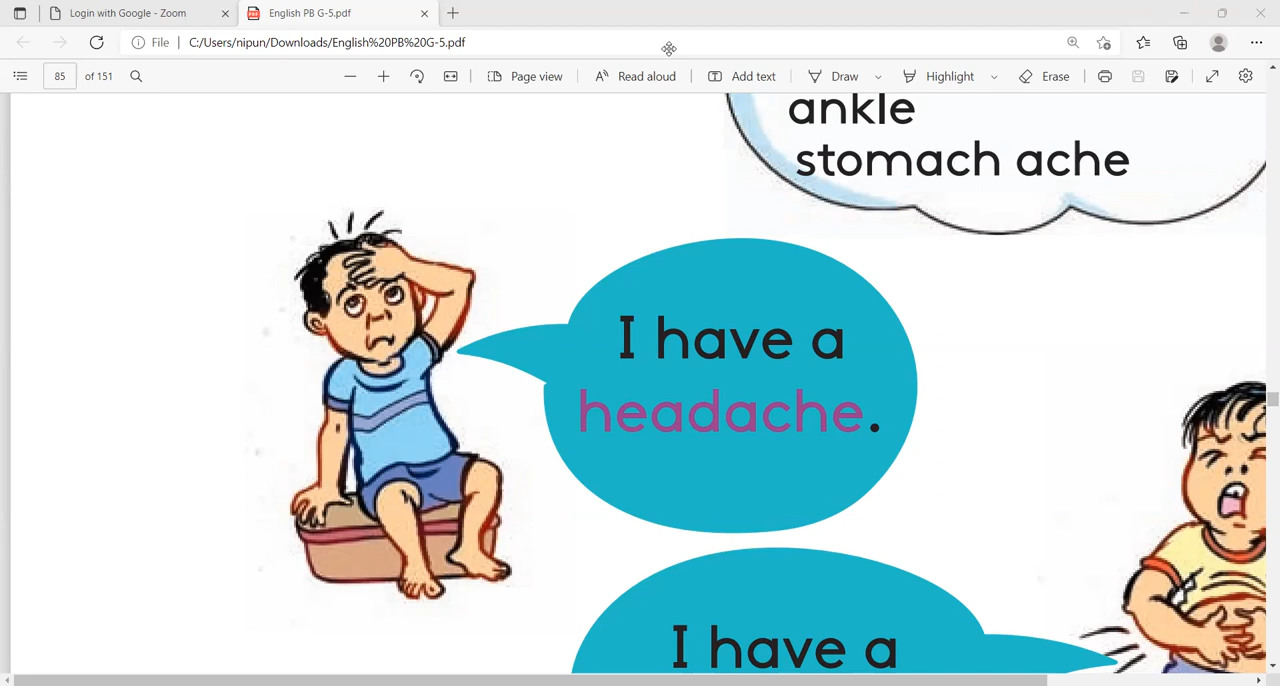 Login with Google - Zoom
English PB G-5.pdf
File
C:/Users/nipun/Downloads/English%20PB%20G-5.pdf
85 of 151
Page view
Read aloud
Add text
Draw
Highlight
Erase
ankle
stomach ache
I have a
headache.
I have a